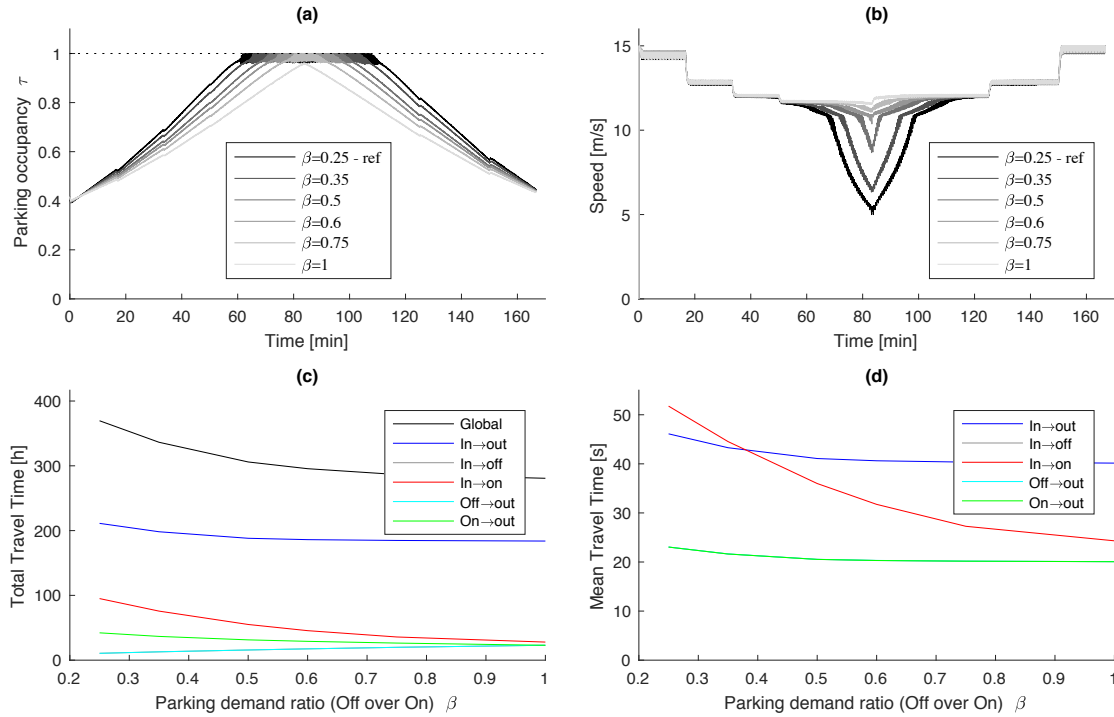 (a)
Parking occupancy τ
1
0.8
0.6
0.4
0.2
0
0 20 40 60 80 100 120 140 160
Time [min]
β=0.25 - ref
β=0.35
β=0.5
β=0.6
β=0.75
β=1
(b)
Speed [m/s]
15
10
5
0
0 20 40 60 80 100 120 140 160
Time [min]
β=0.25 - ref
β=0.35
β=0.5
β=0.6
β=0.75
β=1
(c)
Total Travel Time [h]
400
300
200
100
0
0.2 0.3 0.4 0.5 0.6 0.7 0.8 0.9 1
Parking demand ratio (Off over On) β
Global
In→out
In→off
In→on
Off→out
On→out
(d)
Mean Travel Time [s]
50
40
30
20
10
0
0.2 0.3 0.4 0.5 0.6 0.7 0.8 0.9 1
Parking demand ratio (Off over On) β
In→out
In→off
In→on
Off→out
On→out